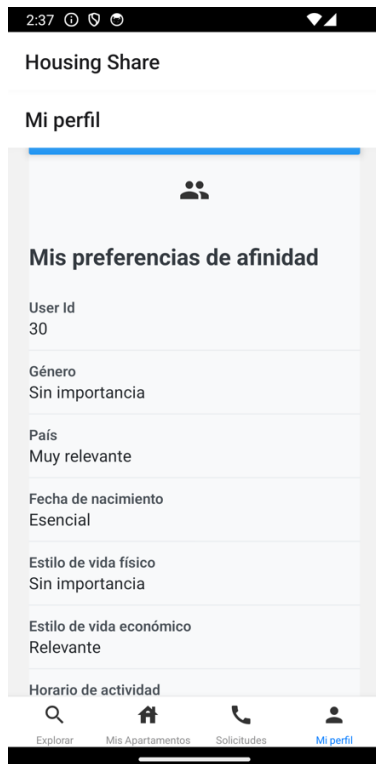 2:37
Housing Share
Mi perfil
Mis preferencias de afinidad
User Id
30
Género
Sin importancia
País
Muy relevante
Fecha de nacimiento
Esencial
Estilo de vida físico
Sin importancia
Estilo de vida económico
Relevante
Horario de actividad
Explorar
Mis Apartamentos
Solicitudes
Mi perfil